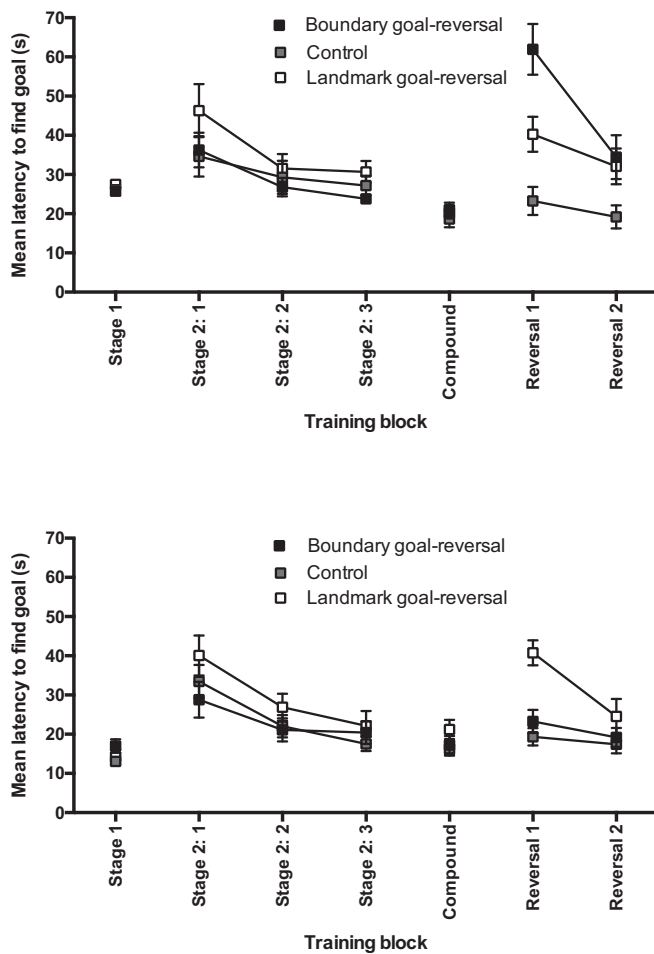 Mean latency to find goal (s)
70
60
50
40
30
20
10
0
Boundary goal-reversal
Control
Landmark goal-reversal
Stage 1
Stage 2: 1
Stage 2: 2
Stage 2: 3
Compound
Reversal 1
Reversal 2
Training block
Mean latency to find goal (s)
70
60
50
40
30
20
10
0
Boundary goal-reversal
Control
Landmark goal-reversal
Stage 1
Stage 2: 1
Stage 2: 2
Stage 2: 3
Compound
Reversal 1
Reversal 2
Training block